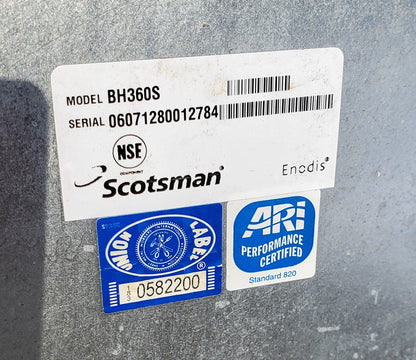 MODEL BH360S
SERIAL 06071280012784
NSF
COMPONENT
Scotsman®
Enodis®
UNION LABEL
0582200
ARi
PERFORMANCE
CERTIFIED
Standard 820